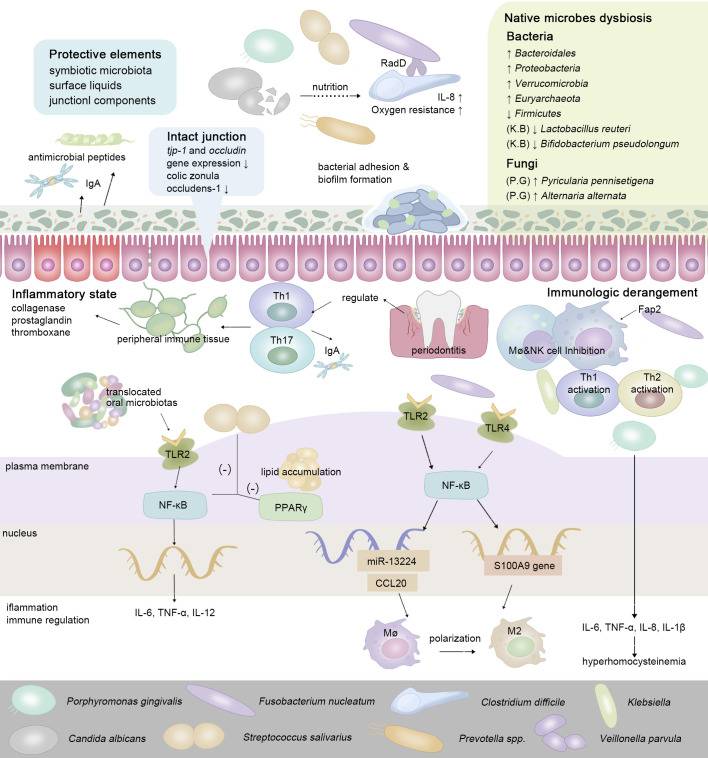 Protective elements
symbiotic microbiota
surface liquids
junctionl components
nutrition
RadD
IL-8 ↑
Oxygen resistance ↑
Native microbes dysbiosis
Bacteria
↑ Bacteroidales
↑ Proteobacteria
↑ Verrucomicrobia
↑ Euryarchaeota
↓ Firmicutes
(K.B) ↓ Lactobacillus reuteri
(K.B) ↓ Bifidobacterium pseudolongum
Fungi
(P.G) ↑ Pyricularia pennisetigena
(P.G) ↑ Alternaria alternata
antimicrobial peptides
IgA
Intact junction
tjp-1 and occludin
gene expression ↓
colic zonula
occludens-1 ↓
bacterial adhesion &
biofilm formation
Inflammatory state
collagenase
prostaglandin
thromboxane
peripheral immune tissue
Th1
Th17
regulate
IgA
periodontitis
Immunologic derangement
Fap2
Mø&NK cell Inhibition
Th1
activation
Th2
activation
translocated
oral microbiotas
TLR2
(-)
(-)
lipid accumulation
TLR2
TLR4
plasma membrane
NF-κB
PPARγ
NF-κB
nucleus
miR-13224
CCL20
S100A9 gene
iflammation
immune regulation
IL-6, TNF-α, IL-12
Mø
polarization
M2
IL-6, TNF-α, IL-8, IL-1β
hyperhomocysteinemia
Porphyromonas gingivalis
Fusobacterium nucleatum
Clostridium difficile
Klebsiella
Candida albicans
Streptococcus salivarius
Prevotella spp.
Veillonella parvula